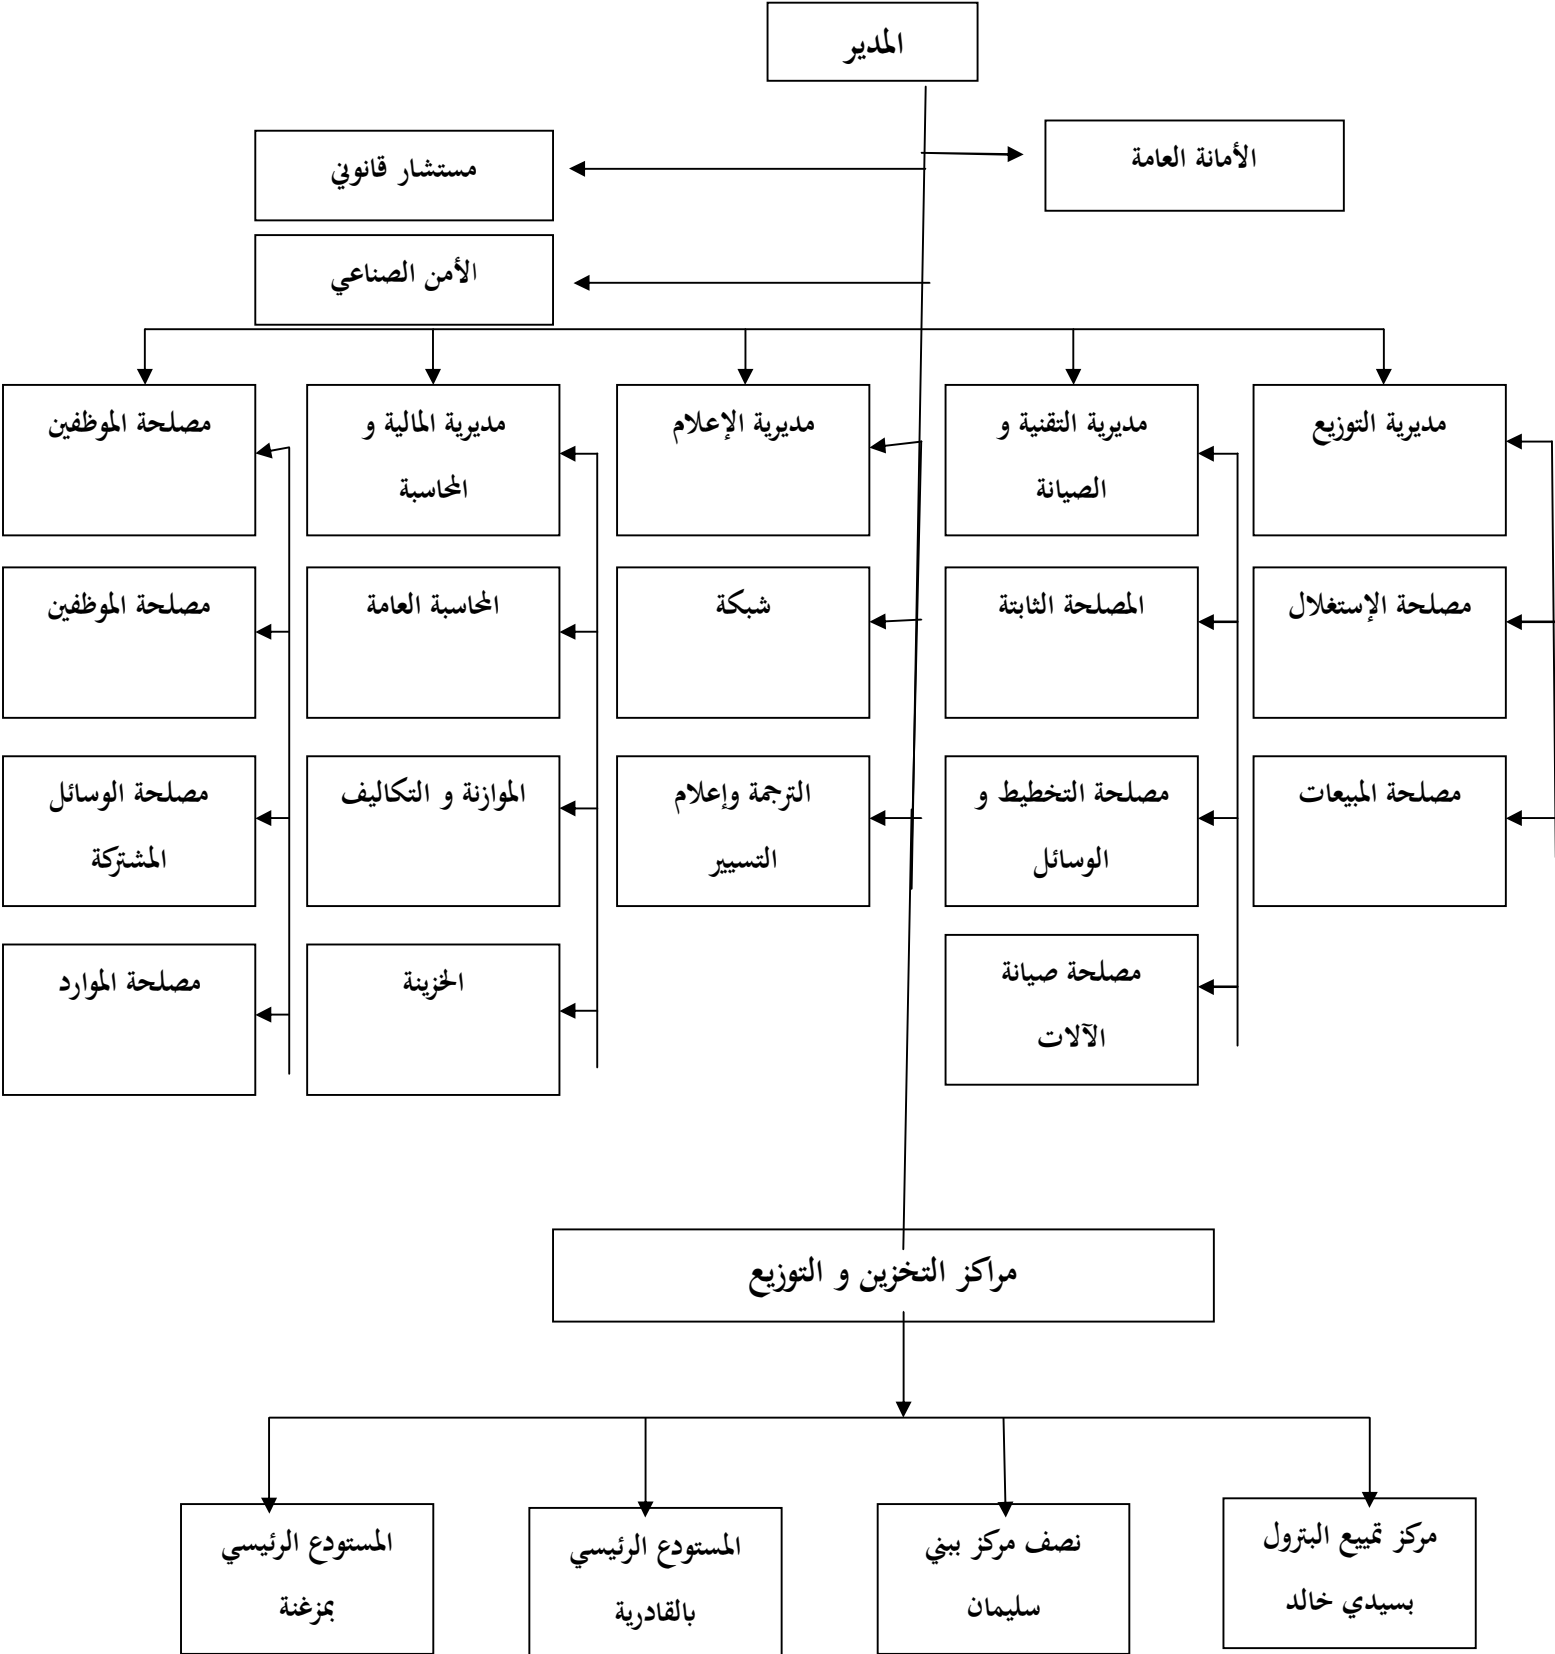 المدير
الأمانة العامة
مستشار قانوني
الأمن الصناعي
مديرية التوزيع
مديرية التقنية و
الصيانة
مديرية الإعلام
مديرية المالية و
المحاسبة
مصلحة الموظفين
مصلحة الإستغلال
المصلحة الثابتة
شبكة
المحاسبة العامة
مصلحة الموظفين
مصلحة المبيعات
مصلحة التخطيط و
الوسائل
الترجمة وإعلام
التسيير
الموازنة و التكاليف
مصلحة الوسائل
المشتركة
مصلحة صيانة
الآلات
الخزينة
مصلحة الموارد
مراكز التخزين و التوزيع
مركز تمييع البترول
بسيدي خالد
نصف مركز ببني
سليمان
المستودع الرئيسي
بالقادرية
المستودع الرئيسي
بمزغنة